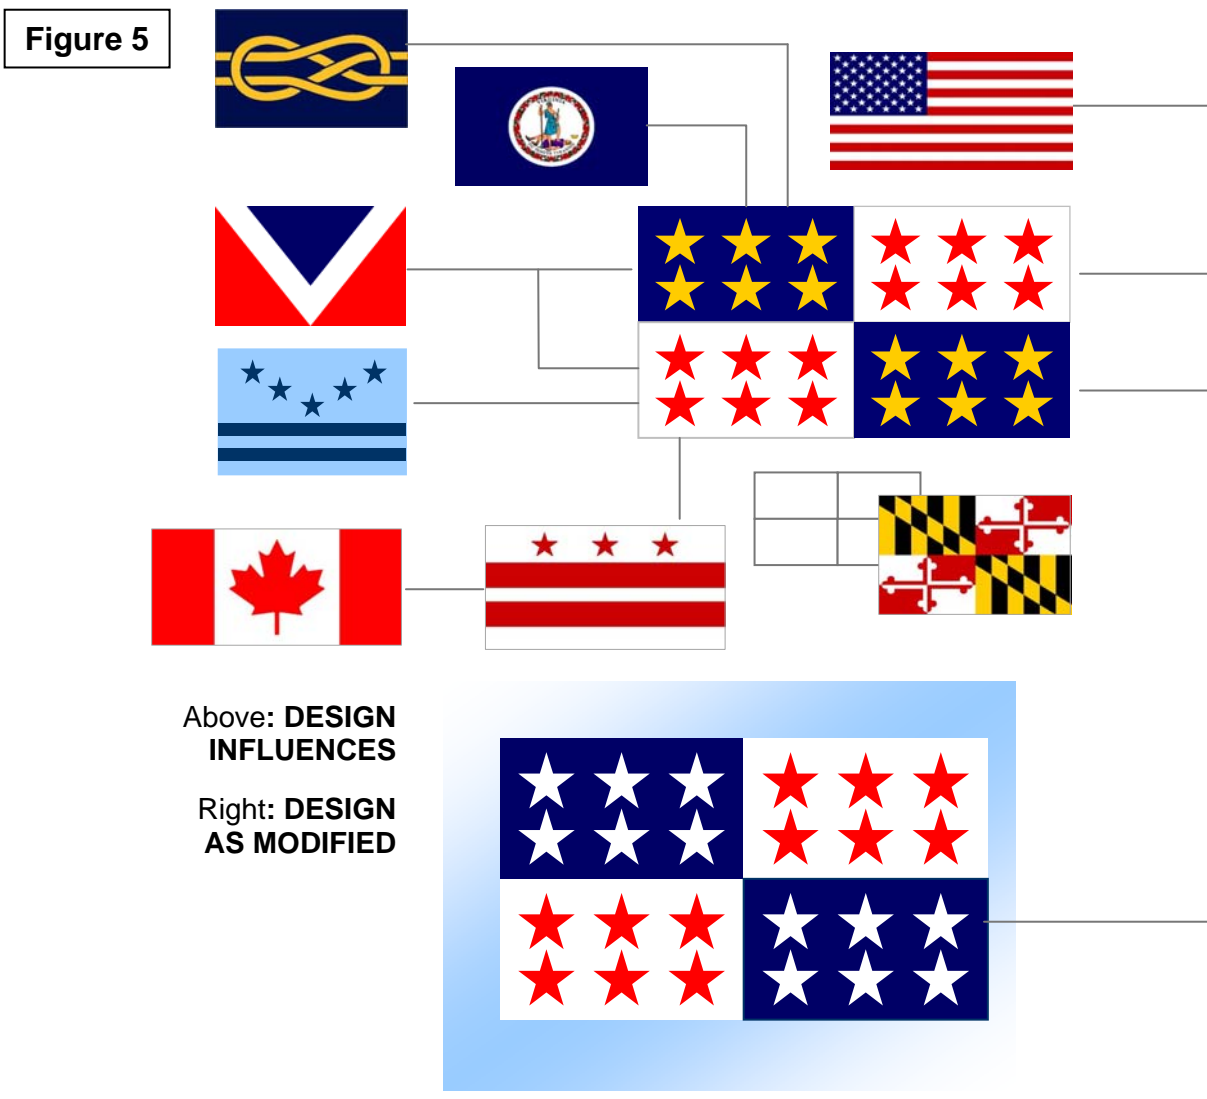 Figure 5
Above: DESIGN
INFLUENCES
Right: DESIGN
AS MODIFIED